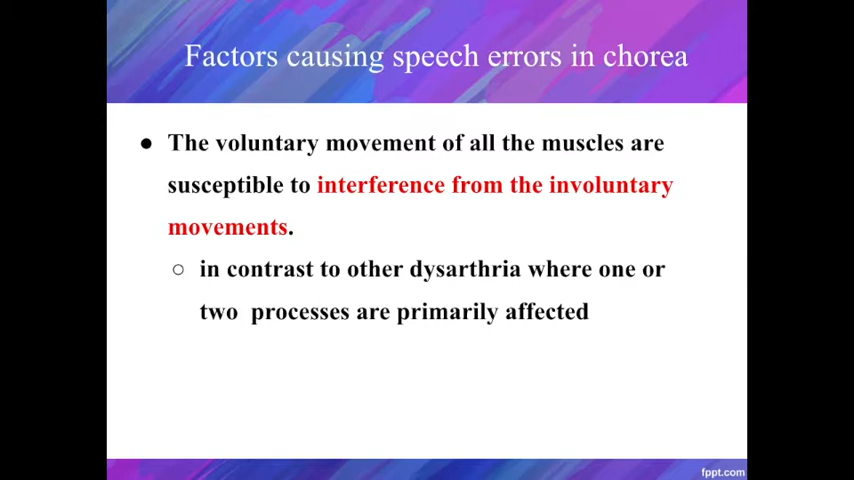 Factors causing speech errors in chorea
● The voluntary movement of all the muscles are
susceptible to interference from the involuntary
movements.
○ in contrast to other dysarthria where one or
two processes are primarily affected
fppt.com